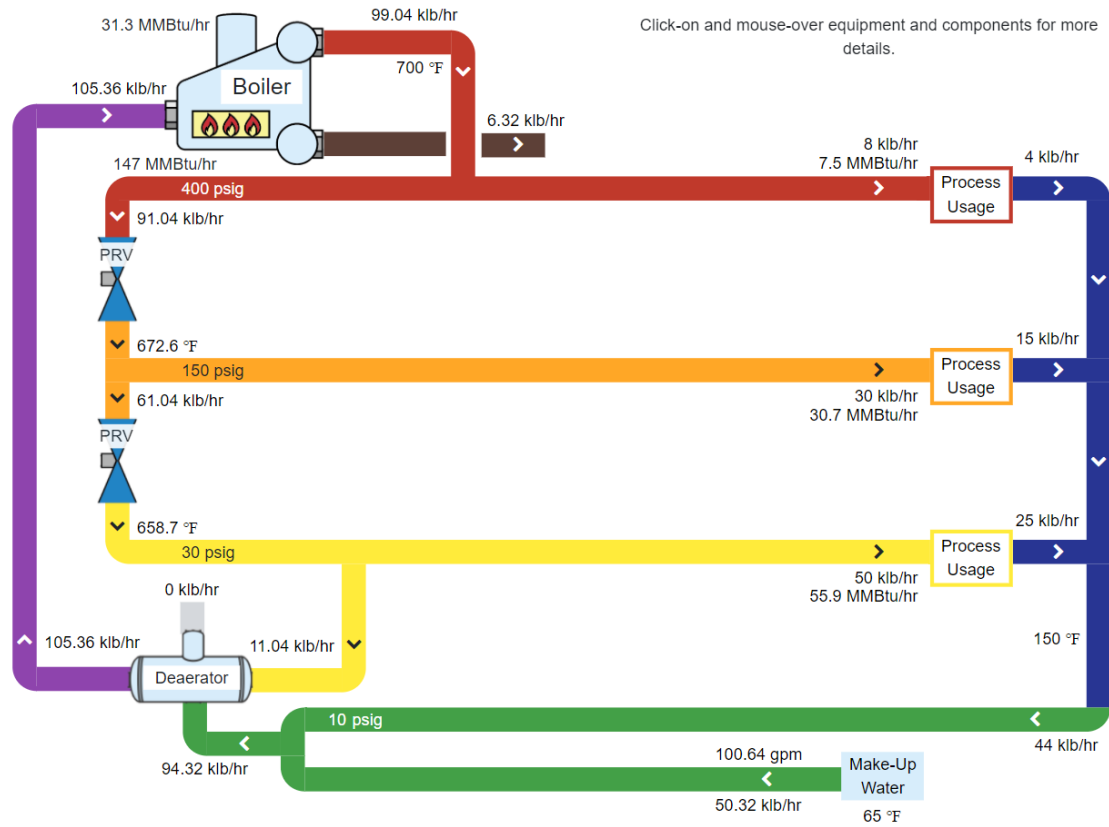 31.3 MMBtu/hr
99.04 klb/hr
Click-on and mouse-over equipment and components for more
details.
700 °F
105.36 klb/hr
Boiler
6.32 klb/hr
147 MMBtu/hr
8 klb/hr
7.5 MMBtu/hr
4 klb/hr
400 psig
Process
Usage
91.04 klb/hr
PRV
672.6 °F
15 klb/hr
150 psig
Process
Usage
61.04 klb/hr
30 klb/hr
30.7 MMBtu/hr
PRV
658.7 °F
25 klb/hr
30 psig
Process
Usage
0 klb/hr
50 klb/hr
55.9 MMBtu/hr
105.36 klb/hr
11.04 klb/hr
150 °F
Deaerator
10 psig
44 klb/hr
94.32 klb/hr
100.64 gpm
Make-Up
Water
50.32 klb/hr
65 °F